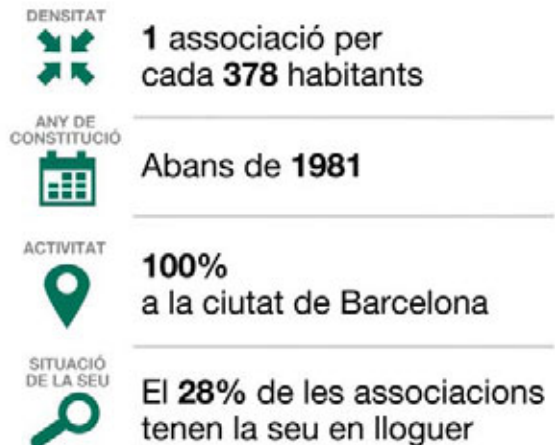 DENSITAT
1 associació per
cada 378 habitants
ANY DE
CONSTITUCIÓ
Abans de 1981
ACTIVITAT
100%
a la ciutat de Barcelona
SITUACIÓ
DE LA SEU
El 28% de les associacions
tenen la seu en lloguer